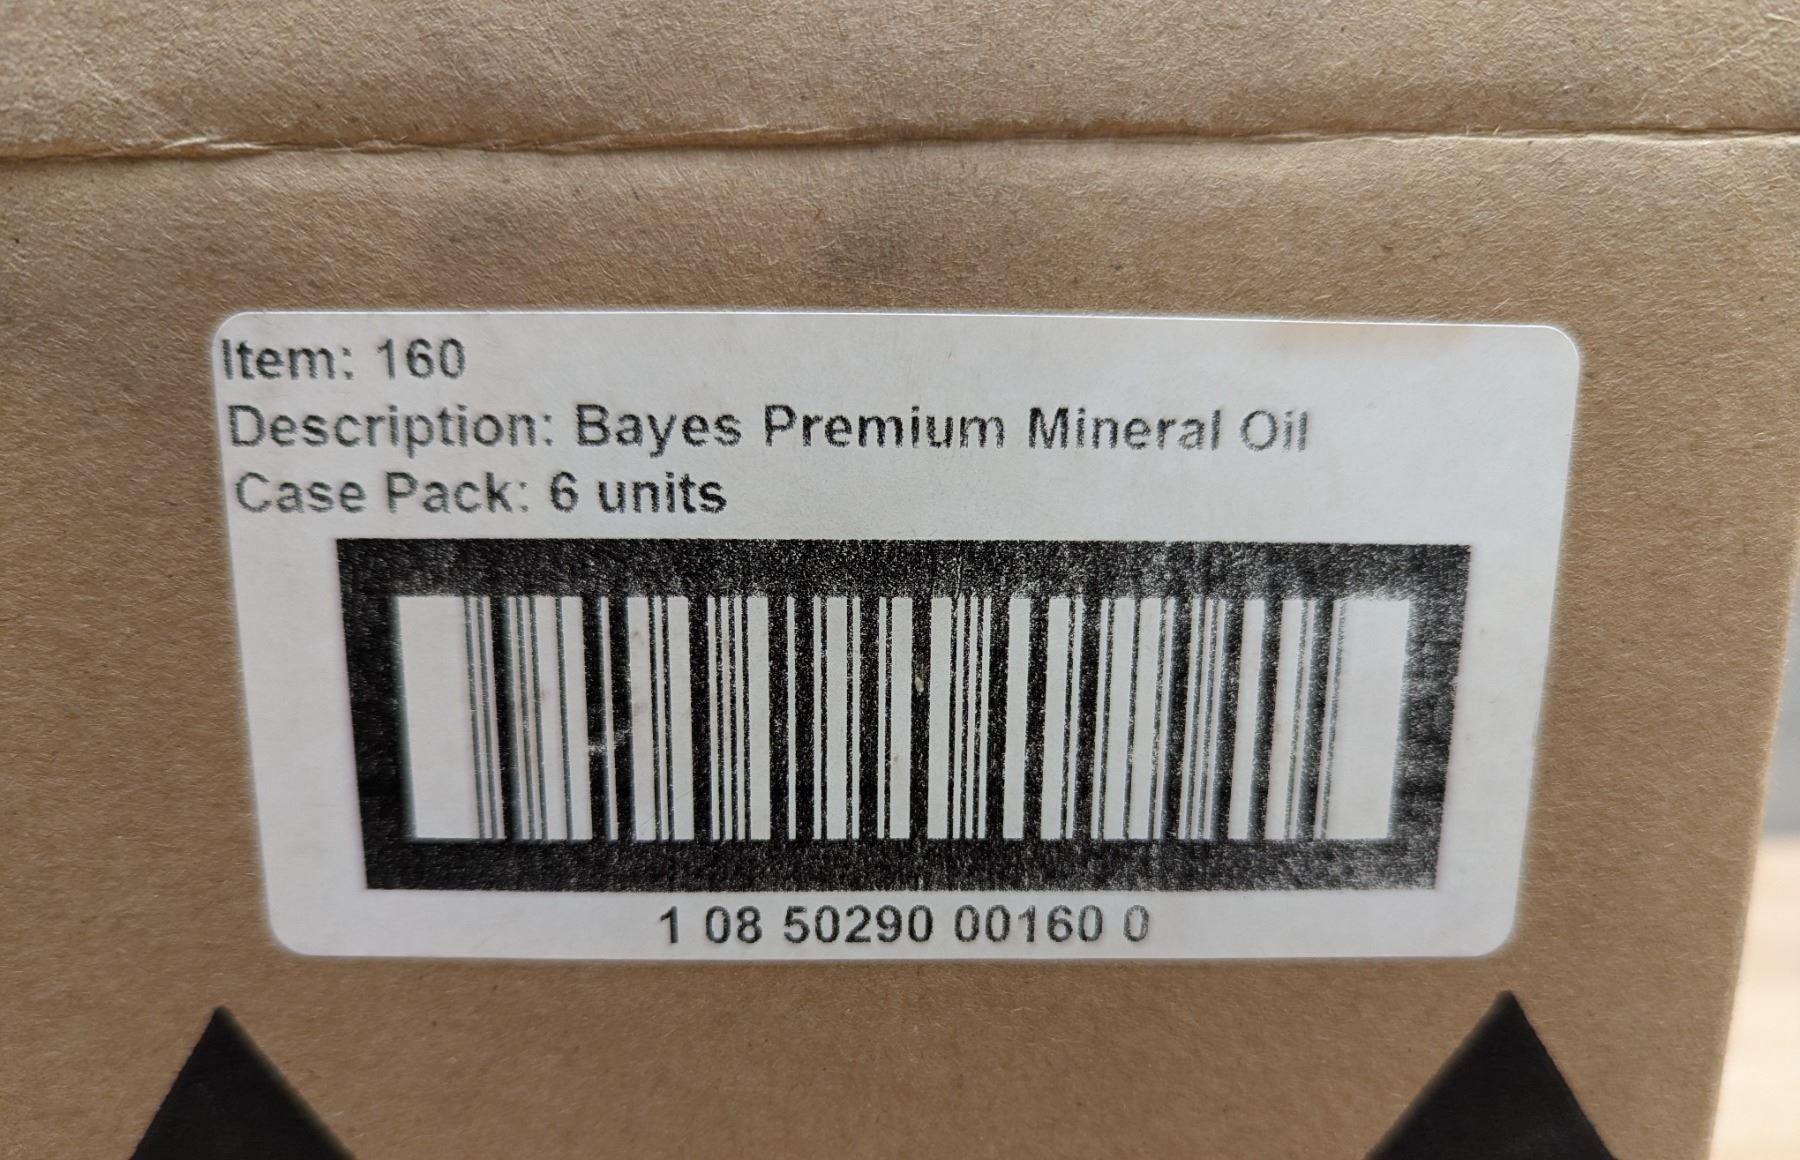 Item: 160
Description: Bayes Premium Mineral Oil
Case Pack: 6 units
1 08 50290 00160 0